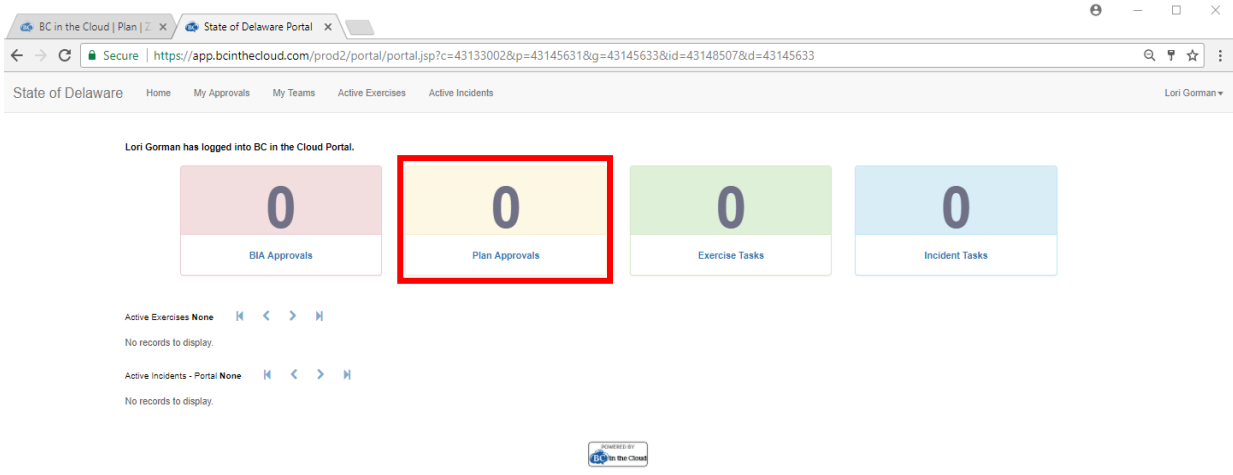 BC in the Cloud | Plan | Z
State of Delaware Portal
Secure | https://app.bcinthecloud.com/prod2/portal/portal.jsp?c=43133002&p=43145631&g=43145633&id=43148507&d=43145633
State of Delaware Home My Approvals My Teams Active Exercises Active Incidents Lori Gorman
Lori Gorman has logged into BC in the Cloud Portal.
0 0 0 0
BIA Approvals Plan Approvals Exercise Tasks Incident Tasks
Active Exercises None
No records to display.
Active Incidents - Portal None
No records to display.
POWERED BY
BC in the Cloud